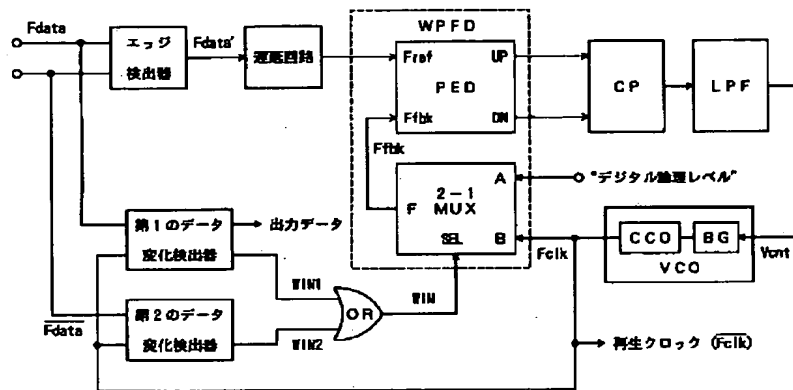 Fdata
エッジ
検出器
Fdata'
遅延回路
WPFD
Fref
UP
PED
Ffbk
DN
CP
LPF
Ffbk
A
"デジタル論理レベル"
2-1
F
MUX
SEL
B
Fclk
CCO
BG
VCO
Vcnt
第1のデータ
変化検出器
出力データ
WIN1
OR
WIN
Fdata
第2のデータ
変化検出器
WIN2
再生クロック (Fclk)